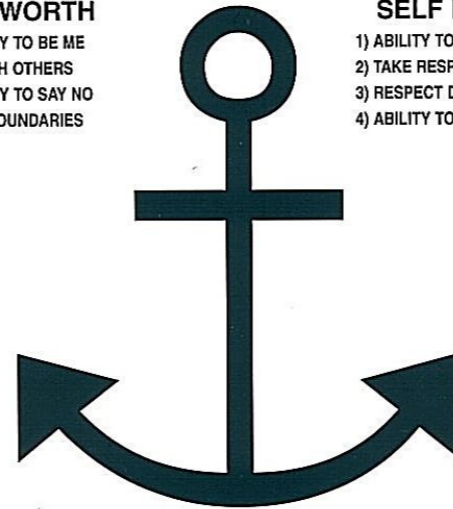 WORTH
Y TO BE ME
H OTHERS
Y TO SAY NO
OUNDARIES
SELF
1) ABILITY TO
2) TAKE RESP
3) RESPECT
4) ABILITY TO